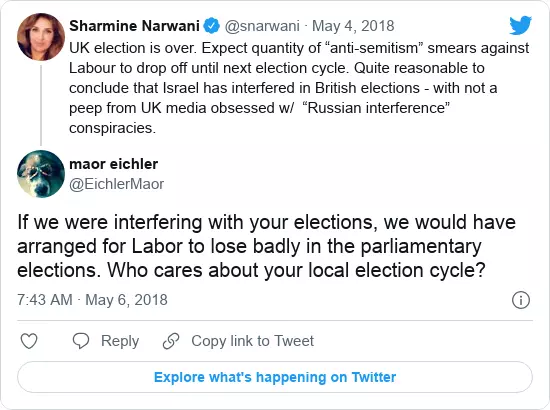 Sharmine Narwani @snarwani · May 4, 2018
UK election is over. Expect quantity of “anti-semitism” smears against
Labour to drop off until next election cycle. Quite reasonable to
conclude that Israel has interfered in British elections - with not a
peep from UK media obsessed w/  “Russian interference”
conspiracies.
maor eichler
@EichlerMaor
If we were interfering with your elections, we would have
arranged for Labor to lose badly in the parliamentary
elections. Who cares about your local election cycle?
7:43 AM · May 6, 2018
Reply Copy link to Tweet
Explore what's happening on Twitter